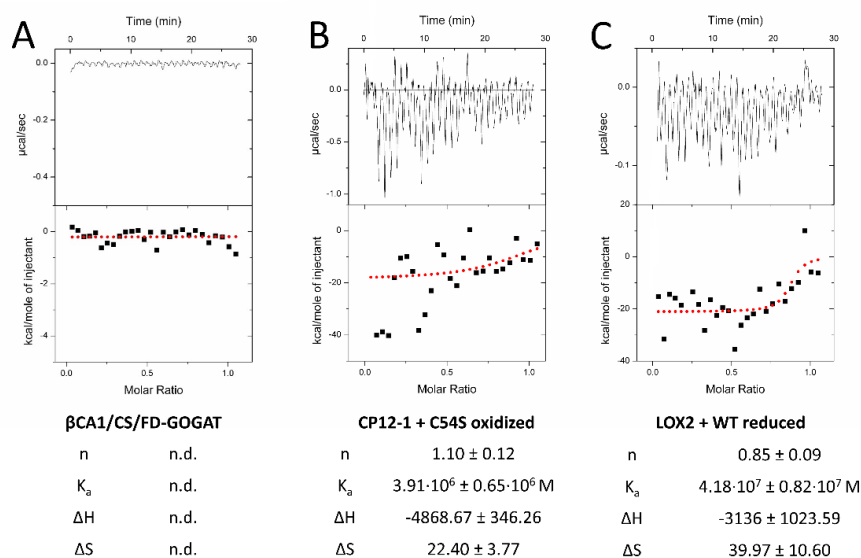 A
Time (min)
0 10 20 30
0.0
-0.2
-0.4
µcal/sec
0
-2
-4
kcal/mole of injectant
0.0 0.5 1.0
Molar Ratio
βCA1/CS/FD-GOGAT
n n.d.
Ka n.d.
ΔH n.d.
ΔS n.d.
B
Time (min)
0 10 20 30
0.0
-0.5
-1.0
µcal/sec
0
-20
-40
kcal/mole of injectant
0.0 0.5 1.0
Molar Ratio
CP12-1 + C54S oxidized
n 1.10 ± 0.12
Ka 3.91·10⁶ ± 0.65·10⁶ M
ΔH -4868.67 ± 346.26
ΔS 22.40 ± 3.77
C
Time (min)
0 10 20 30
0.0
-0.1
µcal/sec
20
0
-20
-40
kcal/mole of injectant
0.0 0.5 1.0
Molar Ratio
LOX2 + WT reduced
n 0.85 ± 0.09
Ka 4.18·10⁷ ± 0.82·10⁷ M
ΔH -3136 ± 1023.59
ΔS 39.97 ± 10.60